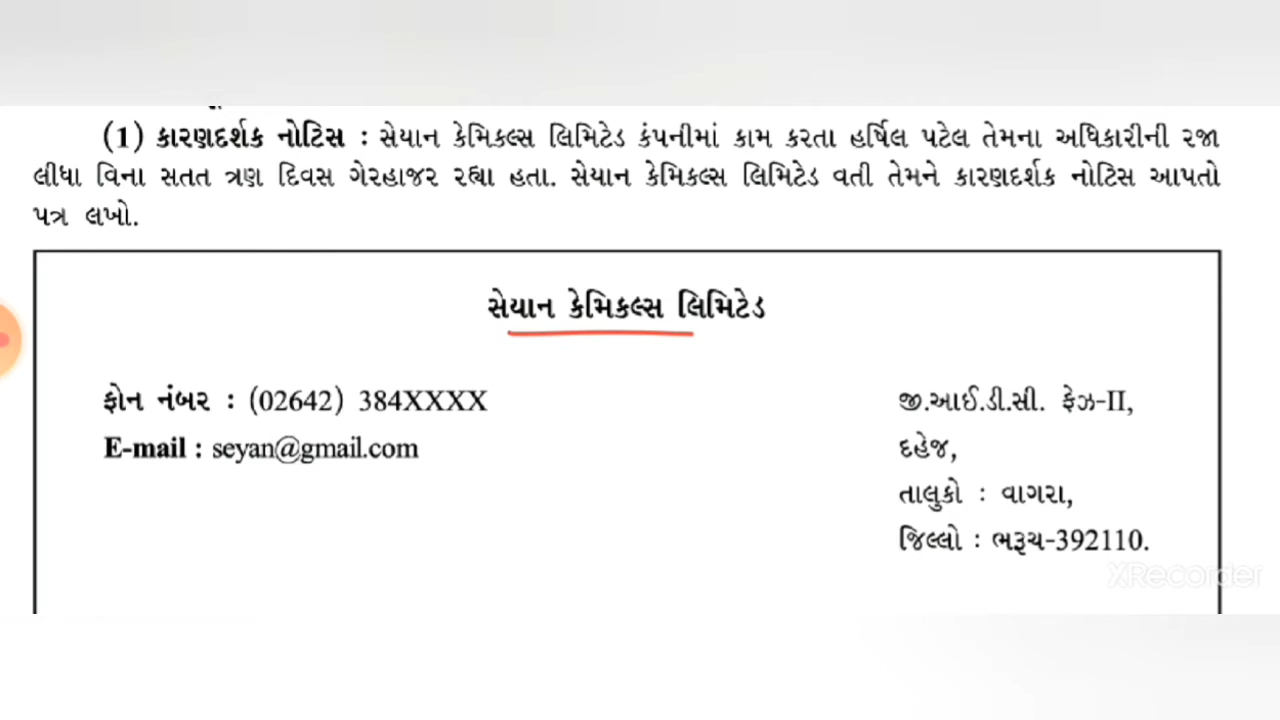 (1) કારણદર્શક નોટિસ : સેયાન કેમિકલ્સ લિમિટેડ કંપનીમાં કામ કરતા હર્ષિલ પટેલ તેમના અધિકારીની રજા
લીધા વિના સતત ત્રણ દિવસ ગેરહાજર રહ્યા હતા. સેયાન કેમિકલ્સ લિમિટેડ વતી તેમને કારણદર્શક નોટિસ આપતો
પત્ર લખો.
સેયાન કેમિકલ્સ લિમિટેડ
ફોન નંબર : (02642) 384XXXX
જી.આઈ.ડી.સી. ફેઝ-II,
E-mail : seyan@gmail.com
દહેજ,
તાલુકો : વાગરા,
જિલ્લો : ભરૂચ-392110.
XRecorder